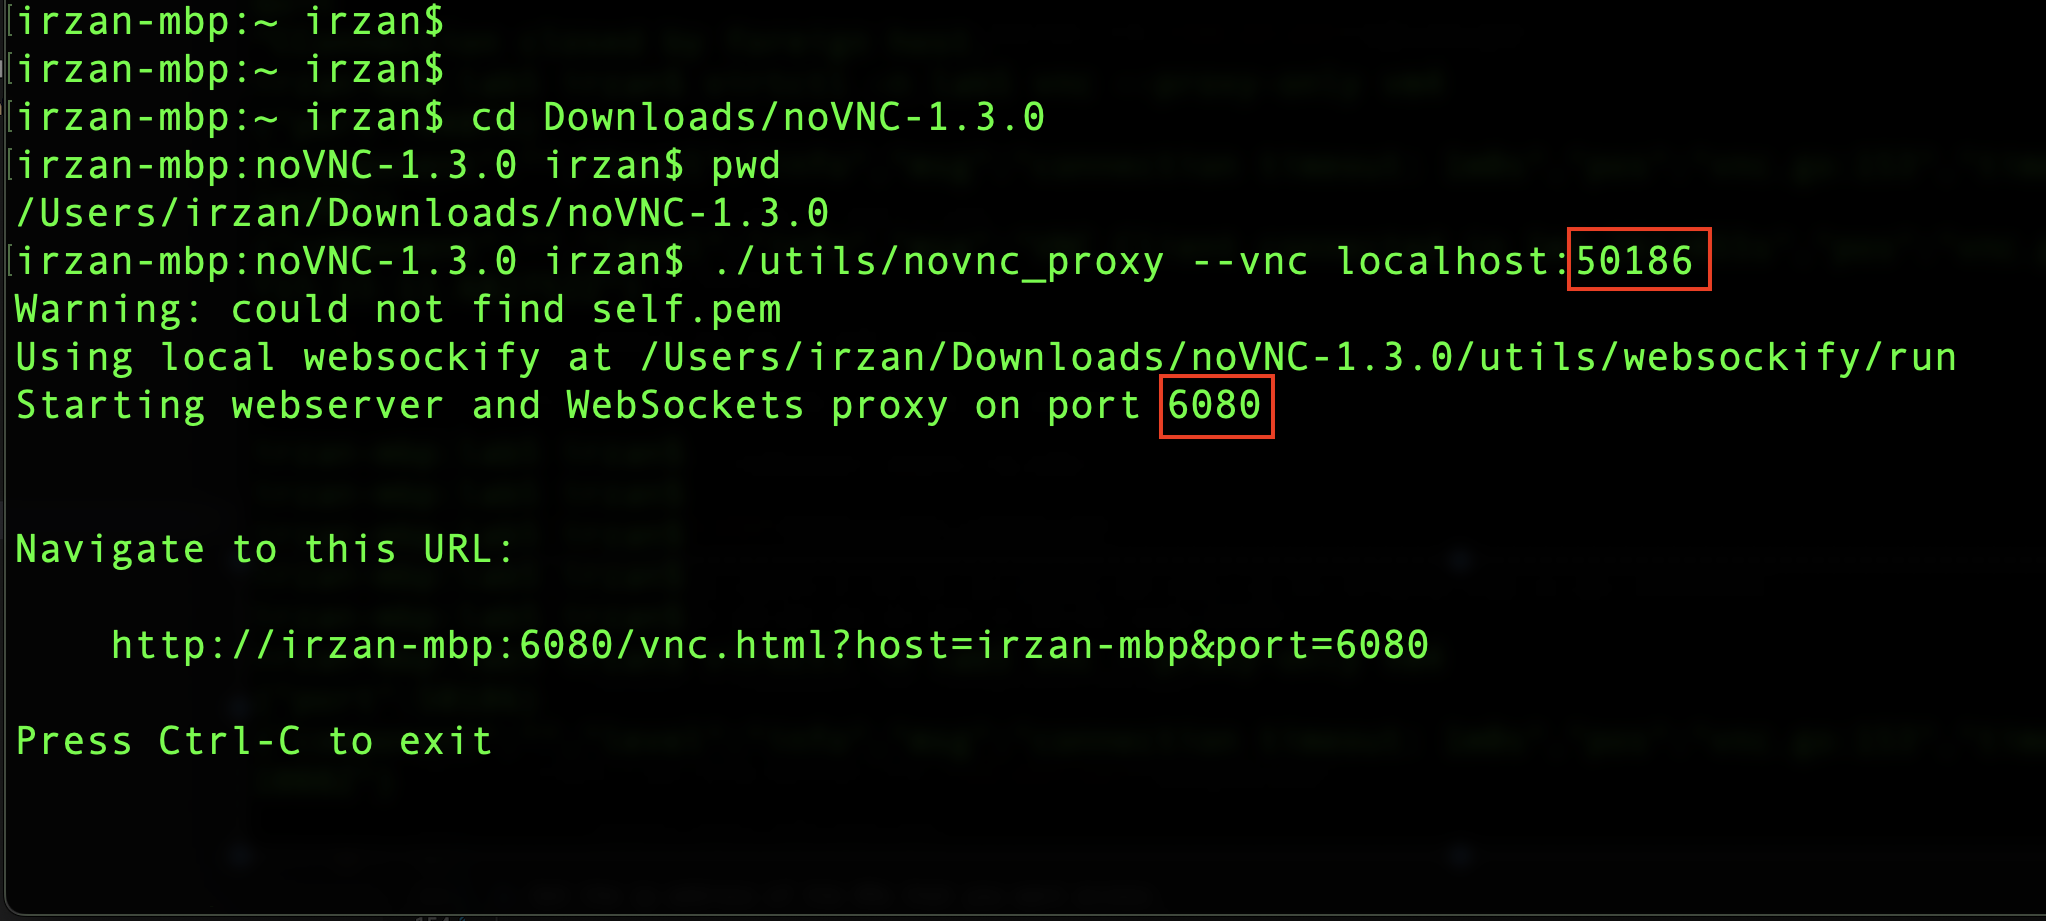 irzan-mbp:~ irzan$
irzan-mbp:~ irzan$
irzan-mbp:~ irzan$ cd Downloads/noVNC-1.3.0
irzan-mbp:noVNC-1.3.0 irzan$ pwd
/Users/irzan/Downloads/noVNC-1.3.0
irzan-mbp:noVNC-1.3.0 irzan$ ./utils/novnc_proxy --vnc localhost:50186
Warning: could not find self.pem
Using local websockify at /Users/irzan/Downloads/noVNC-1.3.0/utils/websockify/run
Starting webserver and WebSockets proxy on port 6080
Navigate to this URL:
http://irzan-mbp:6080/vnc.html?host=irzan-mbp&port=6080
Press Ctrl-C to exit